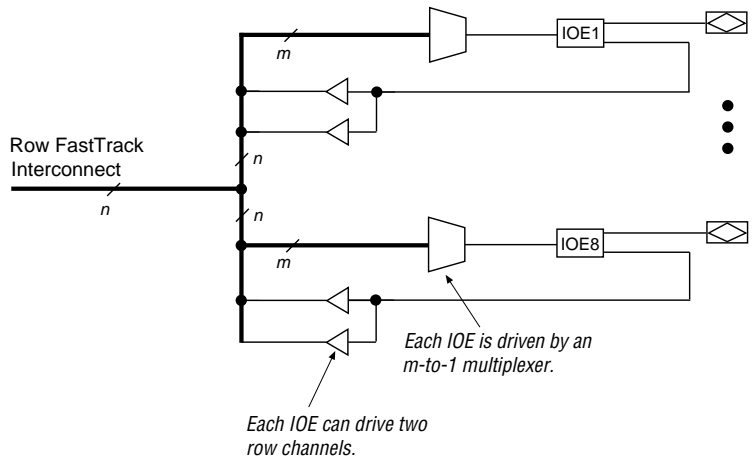 m
IOE1
Row FastTrack
Interconnect
n
n
n
m
IOE8
Each IOE is driven by an
m-to-1 multiplexer.
Each IOE can drive two
row channels.